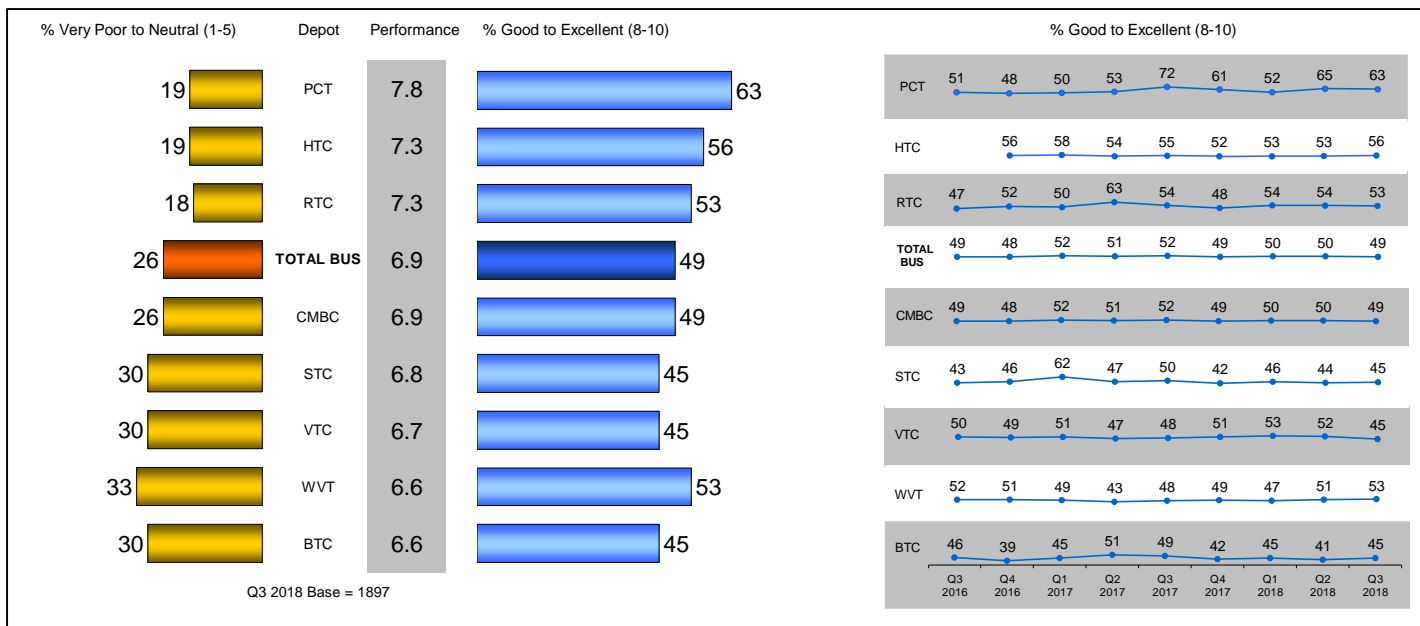 % Very Poor to Neutral (1-5) Depot Performance % Good to Excellent (8-10) % Good to Excellent (8-10)
19 PCT 7.8 63
19 HTC 7.3 56
18 RTC 7.3 53
26 TOTAL BUS 6.9 49
26 CMBC 6.9 49
30 STC 6.8 45
30 VTC 6.7 45
33 WVT 6.6 53
30 BTC 6.6 45
Q3 2018 Base = 1897
PCT 51 48 50 53 72 61 52 65 63
HTC 56 58 54 55 52 53 53 56
RTC 47 52 50 63 54 48 54 54 53
TOTAL 49 48 52 51 52 49 50 50 49
BUS
CMBC 49 48 52 51 52 49 50 50 49
STC 43 46 62 47 50 42 46 44 45
VTC 50 49 51 47 48 51 53 52 45
WVT 52 51 49 43 48 49 47 51 53
BTC 46 39 45 51 49 42 45 41 45
Q3 Q4 Q1 Q2 Q3 Q4 Q1 Q2 Q3
2016 2016 2017 2017 2017 2017 2018 2018 2018